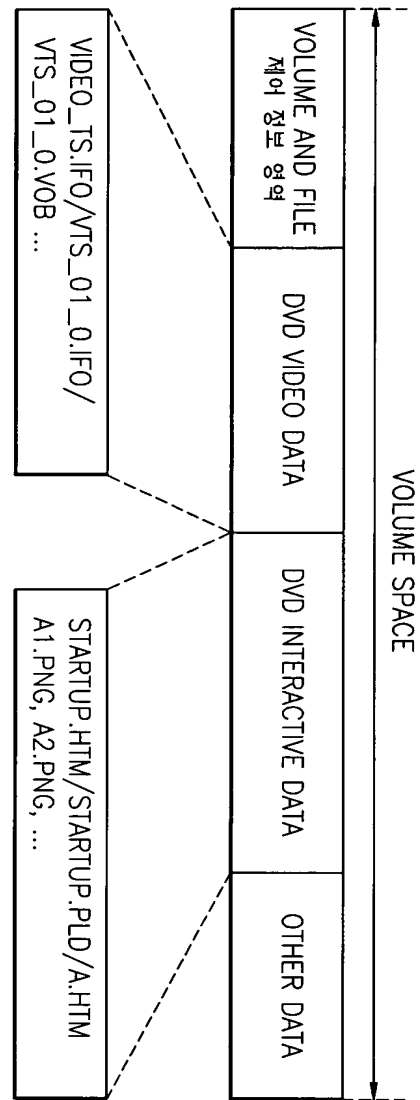 VOLUME SPACE
VOLUME AND FILE
제어 정보 영역
DVD VIDEO DATA
DVD INTERACTIVE DATA
OTHER DATA
VIDEO_TS.IFO/VTS_01_0.IFO/
VTS_01_0.VOB ...
STARTUP.HTM/STARTUP.PLD/A.HTM
A1.PNG, A2.PNG, ...